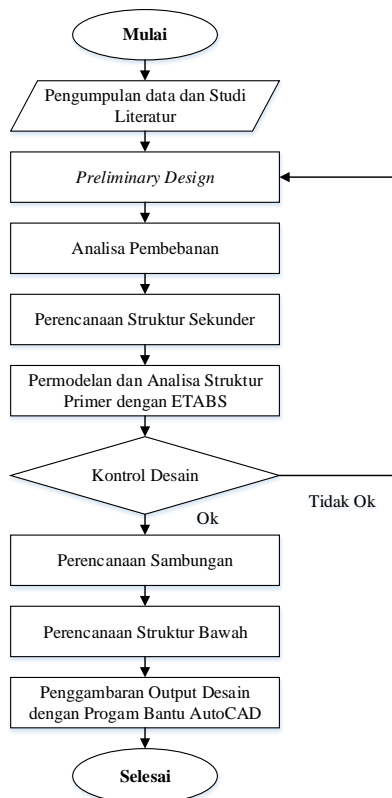 Mulai
Pengumpulan data dan Studi
Literatur
Preliminary Design
Analisa Pembebanan
Perencanaan Struktur Sekunder
Permodelan dan Analisa Struktur
Primer dengan ETABS
Kontrol Desain
Tidak Ok
Ok
Perencanaan Sambungan
Perencanaan Struktur Bawah
Penggambaran Output Desain
dengan Progam Bantu AutoCAD
Selesai